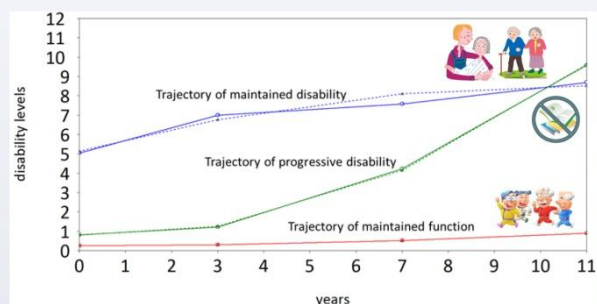 12
11
10
9
8
7
6
5
4
3
2
1
0
disability levels
Trajectory of maintained disability
Trajectory of progressive disability
Trajectory of maintained function
0 1 2 3 4 5 6 7 8 9 10 11
years